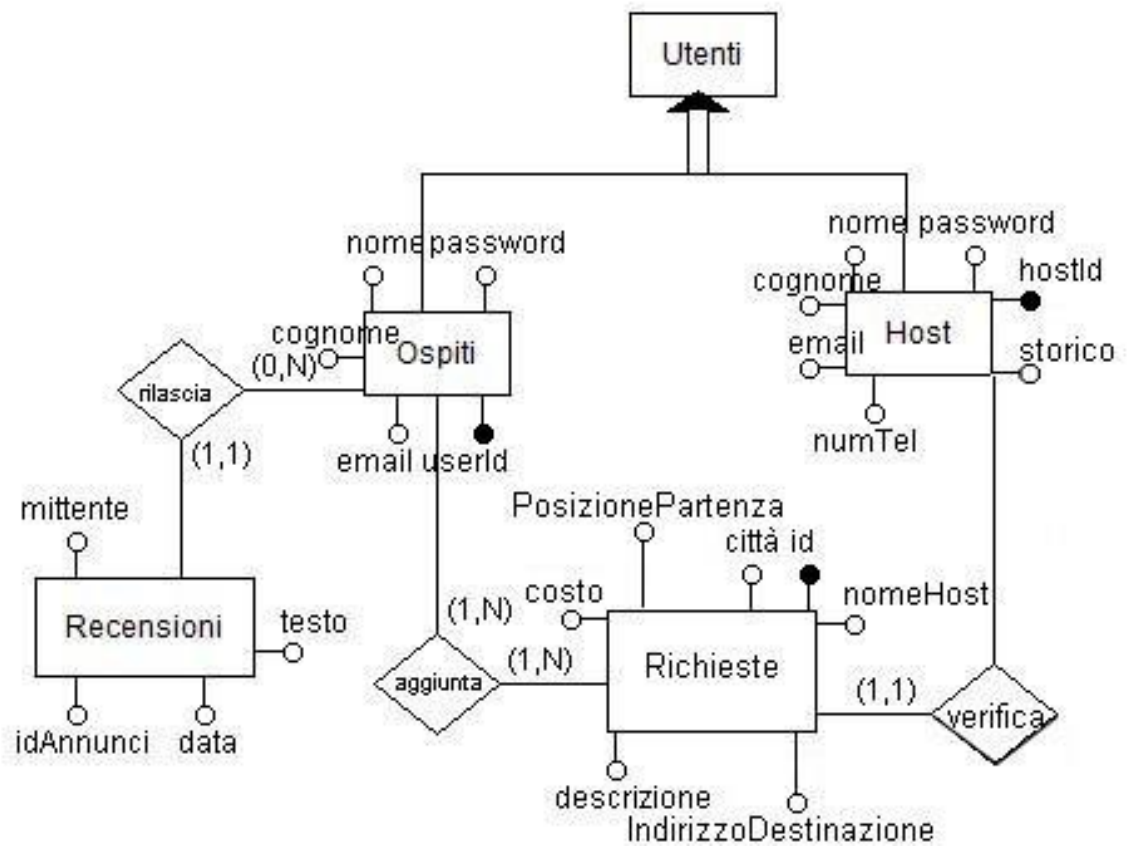 Utenti
nome password
nome password
hostId
cognome
cognome
Ospiti
Host
email
storico
(0,N)
rilascia
numTel
(1,1)
email userId
mittente
PosizionePartenza
città id
costo
nomeHost
(1,N)
testo
Recensioni
(1,N)
Richieste
aggiunta
(1,1)
verifica
idAnnunci data
descrizione
IndirizzoDestinazione